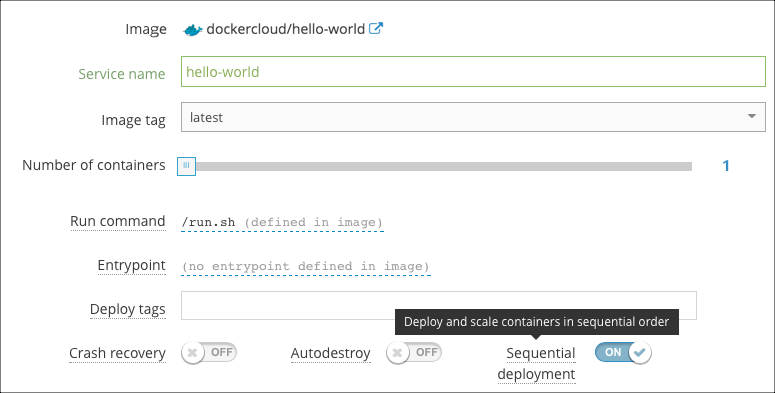 Image dockercloud/hello-world
Service name hello-world
Image tag latest
Number of containers 1
Run command /run.sh (defined in image)
Entrypoint (no entrypoint defined in image)
Deploy tags
Deploy and scale containers in sequential order
Crash recovery OFF Autodestroy OFF Sequential ON
deployment